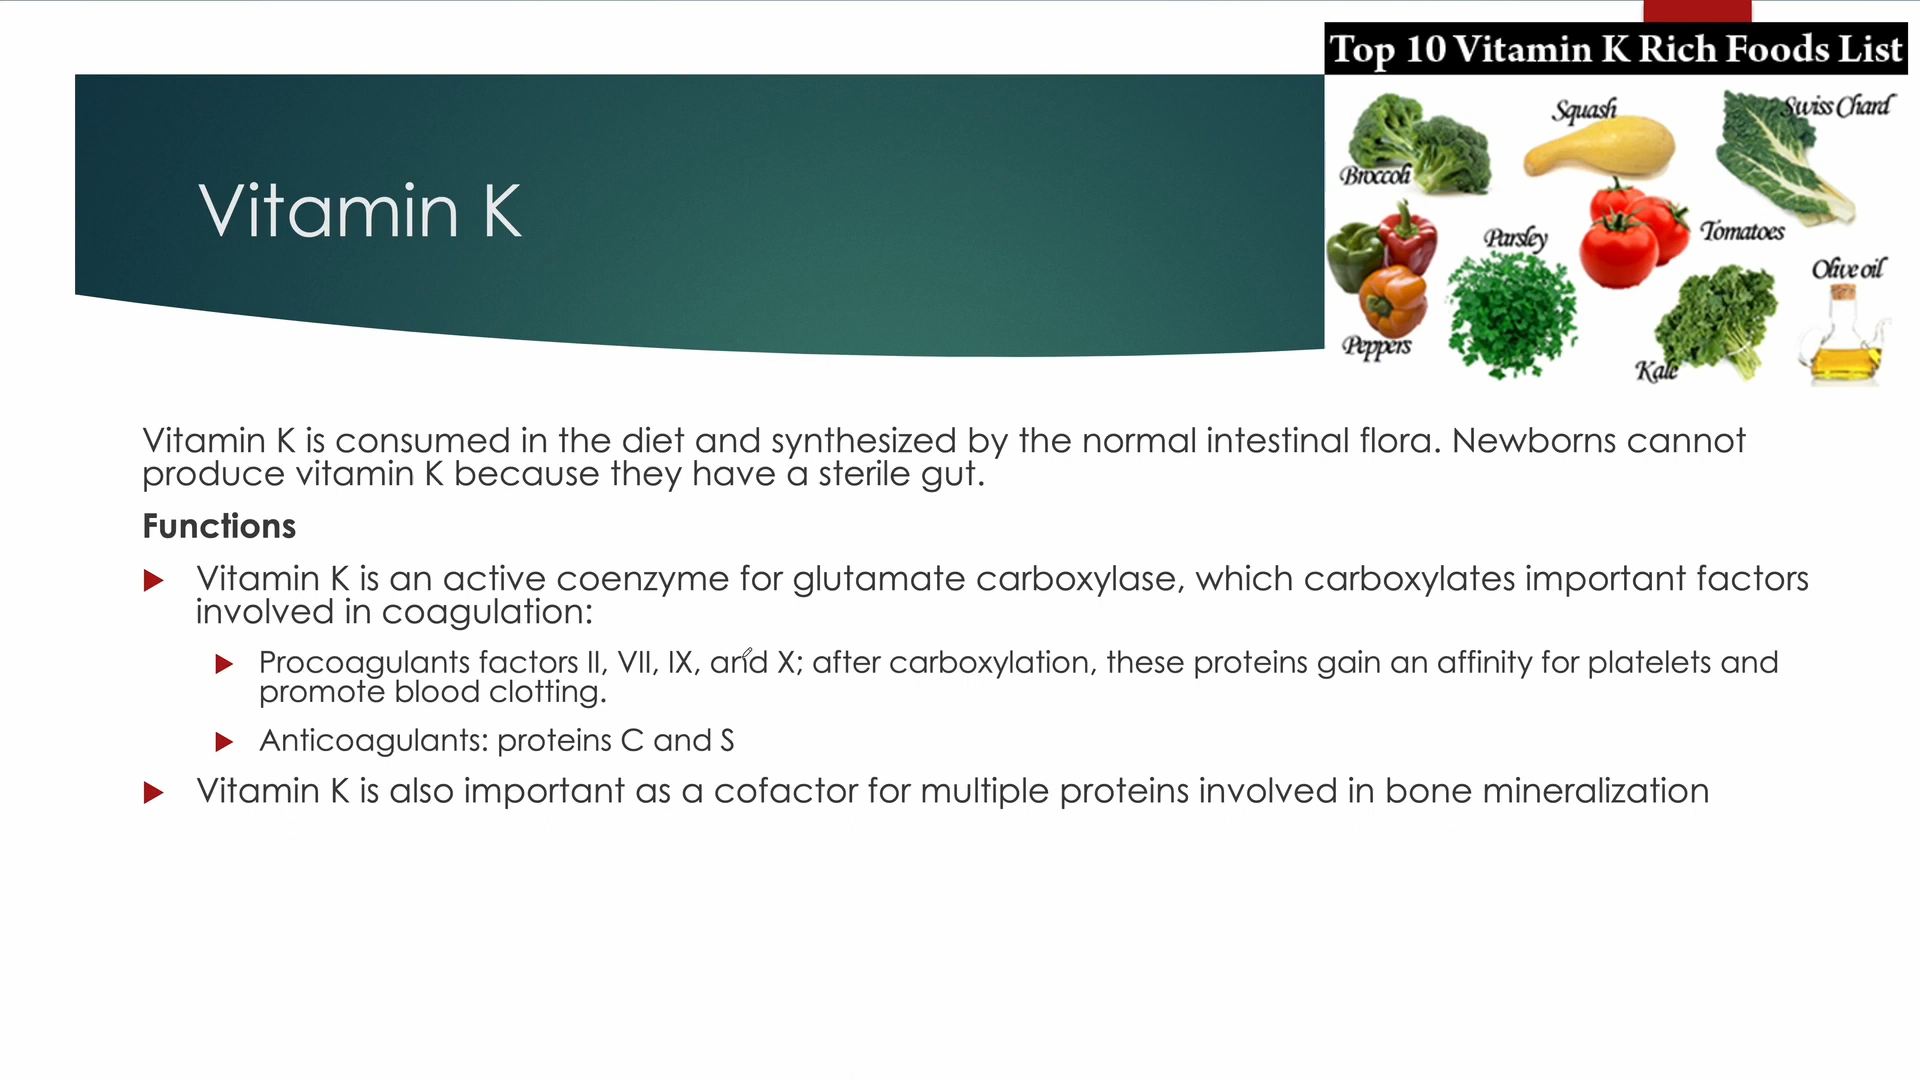 Top 10 Vitamin K Rich Foods List
Vitamin K
Broccoli
Squash
Swiss Chard
Peppers
Parsley
Tomatoes
Kale
Olive oil
Vitamin K is consumed in the diet and synthesized by the normal intestinal flora. Newborns cannot
produce vitamin K because they have a sterile gut.
Functions
Vitamin K is an active coenzyme for glutamate carboxylase, which carboxylates important factors
involved in coagulation:
Procoagulants factors II, VII, IX, and X; after carboxylation, these proteins gain an affinity for platelets and
promote blood clotting.
Anticoagulants: proteins C and S
Vitamin K is also important as a cofactor for multiple proteins involved in bone mineralization